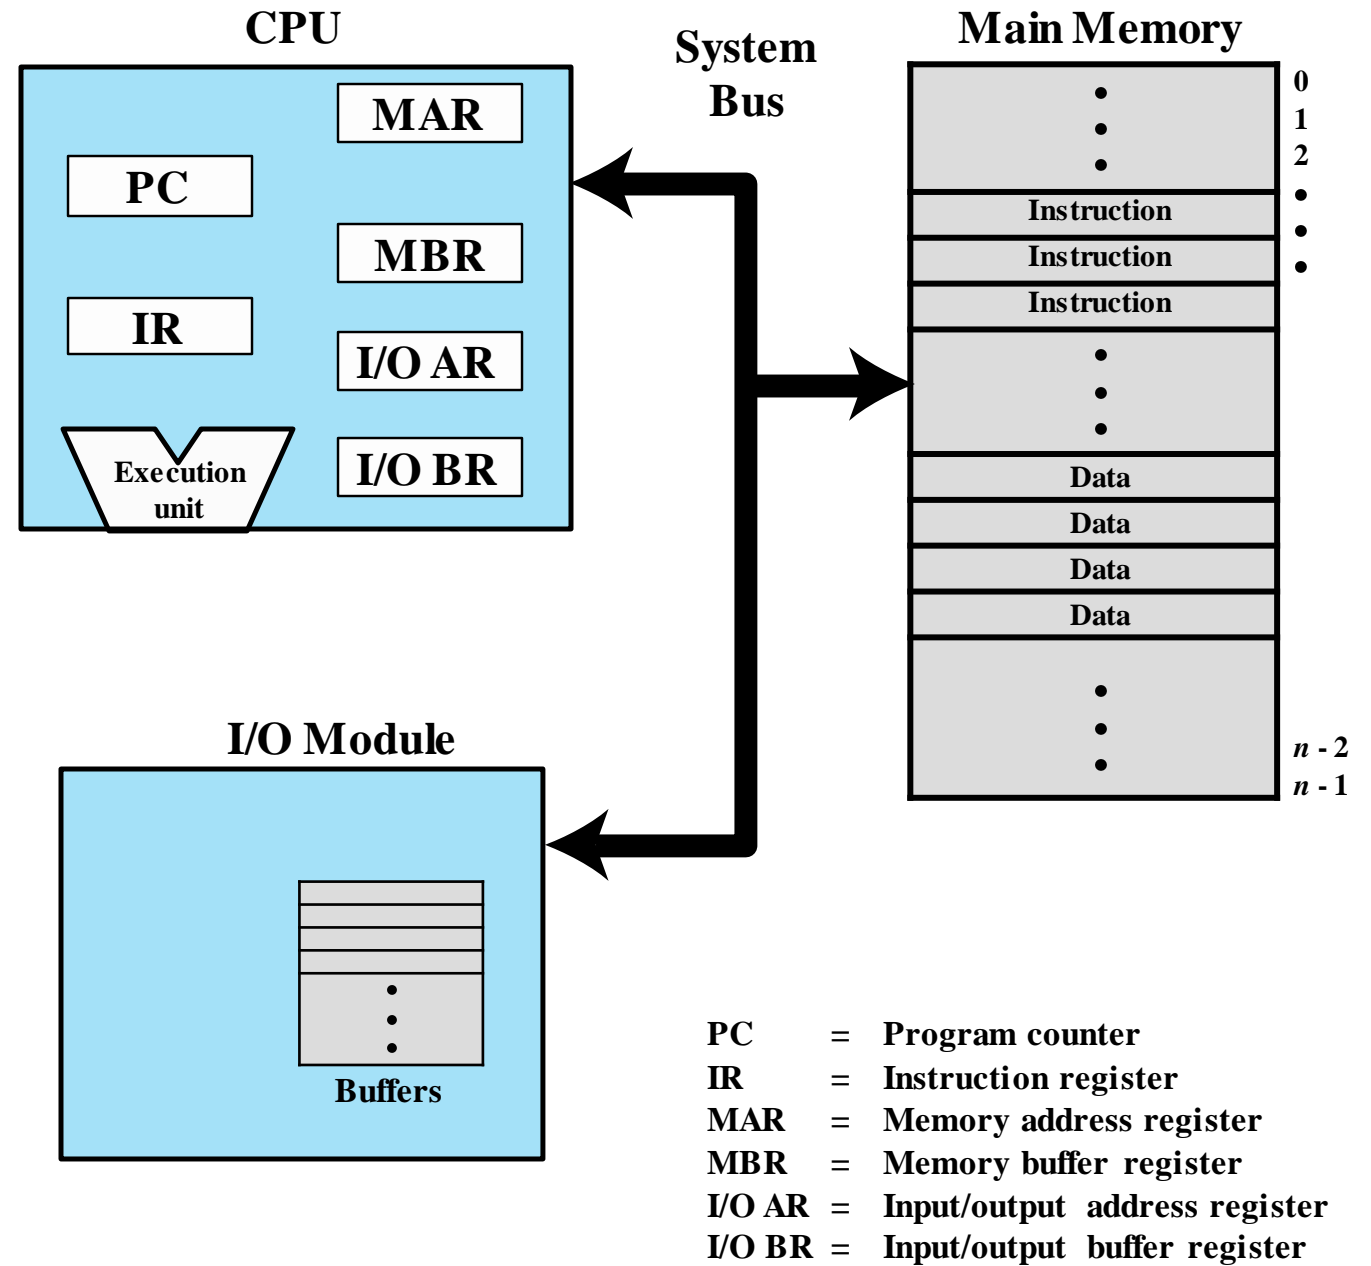 CPU
System
Bus
Main Memory
MAR
PC
MBR
IR
I/O AR
I/O BR
Execution
unit
0
1
2
Instruction
Instruction
Instruction
Data
Data
Data
Data
n - 2
n - 1
I/O Module
Buffers
PC = Program counter
IR = Instruction register
MAR = Memory address register
MBR = Memory buffer register
I/O AR = Input/output address register
I/O BR = Input/output buffer register